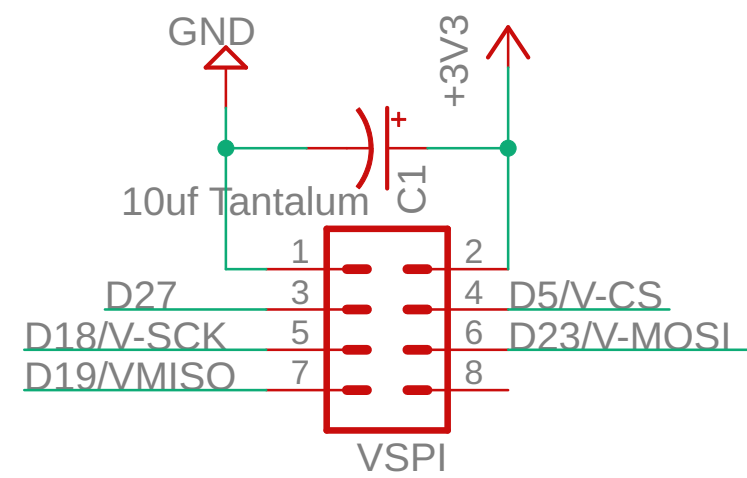 GND
+3V3
+
C1
10uf Tantalum
1 2
D27 3 4 D5/V-CS
D18/V-SCK 5 6 D23/V-MOSI
D19/VMISO 7 8
VSPI